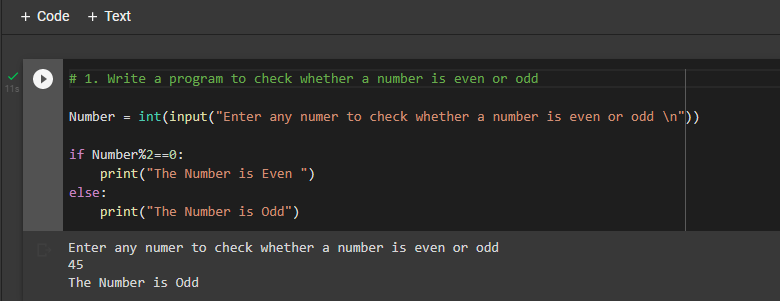 + Code + Text
11s
# 1. Write a program to check whether a number is even or odd
Number = int(input("Enter any numer to check whether a number is even or odd \n"))
if Number%2==0:
    print("The Number is Even ")
else:
    print("The Number is Odd")
Enter any numer to check whether a number is even or odd
45
The Number is Odd